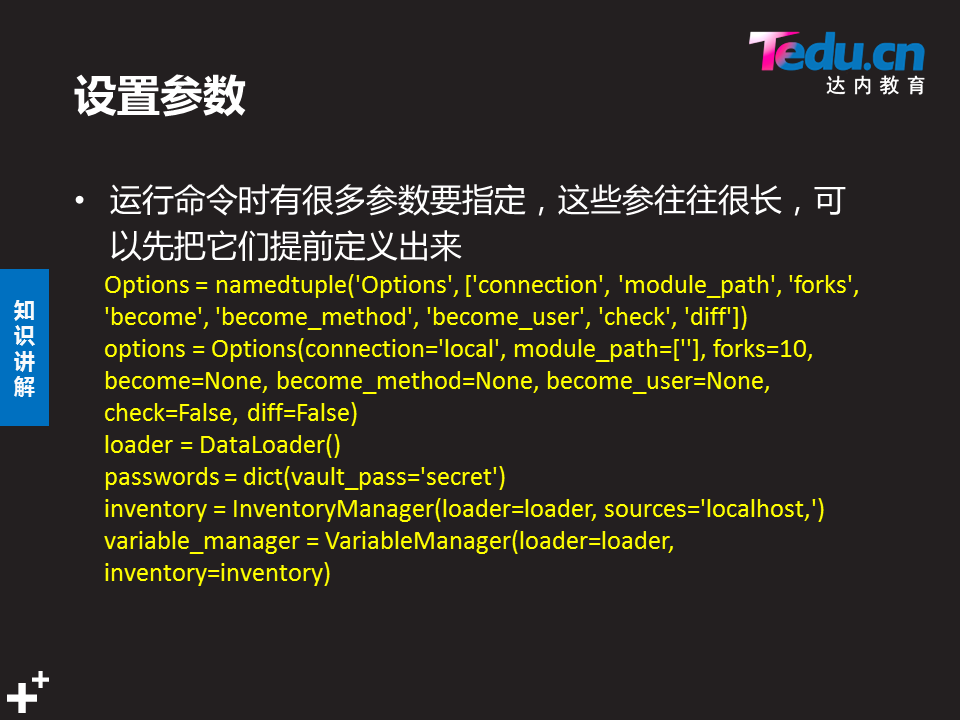 Tedu.cn
达内教育
设置参数
• 运行命令时有很多参数要指定，这些参往往很长，可
以先把它们提前定义出来
Options = namedtuple('Options', ['connection', 'module_path', 'forks',
'become', 'become_method', 'become_user', 'check', 'diff'])
options = Options(connection='local', module_path=[''], forks=10,
become=None, become_method=None, become_user=None,
check=False, diff=False)
loader = DataLoader()
passwords = dict(vault_pass='secret')
inventory = InventoryManager(loader=loader, sources='localhost,')
variable_manager = VariableManager(loader=loader,
inventory=inventory)
知
识
讲
解